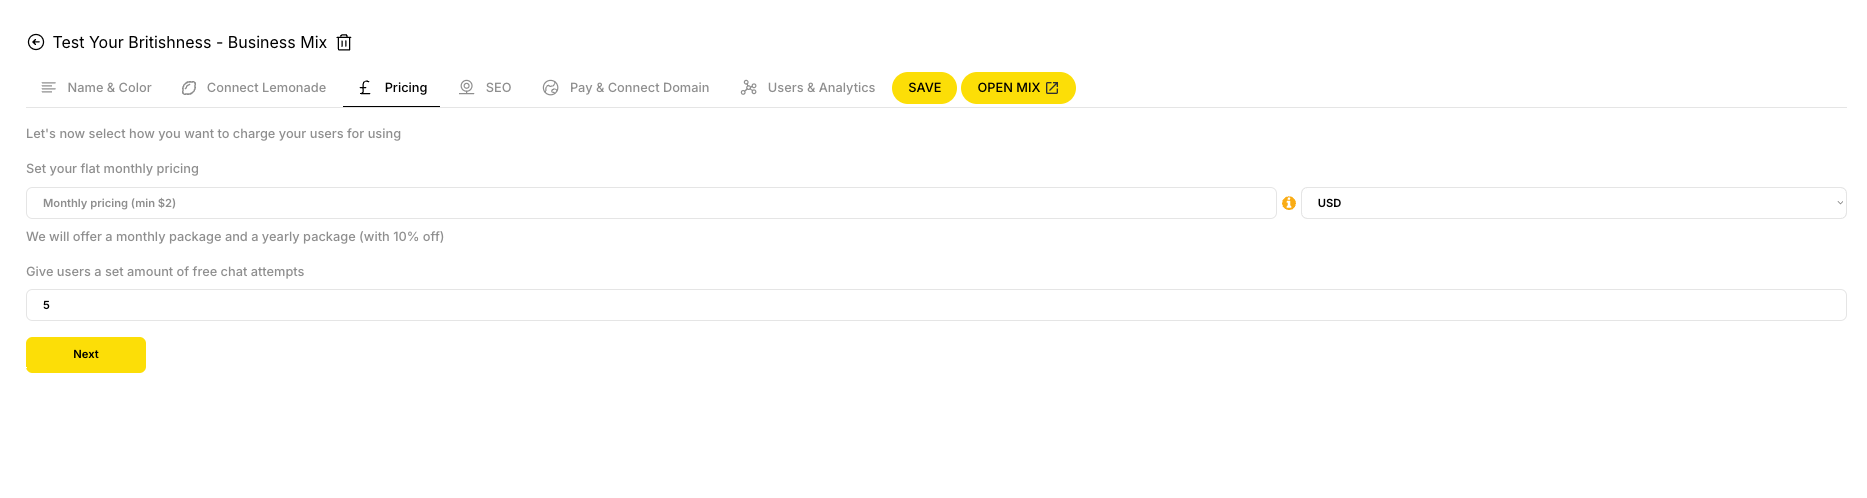 Test Your Britishness - Business Mix
Name & Color Connect Lemonade £ Pricing SEO Pay & Connect Domain Users & Analytics SAVE OPEN MIX
Let's now select how you want to charge your users for using
Set your flat monthly pricing
Monthly pricing (min $2) USD
We will offer a monthly package and a yearly package (with 10% off)
Give users a set amount of free chat attempts
5
Next